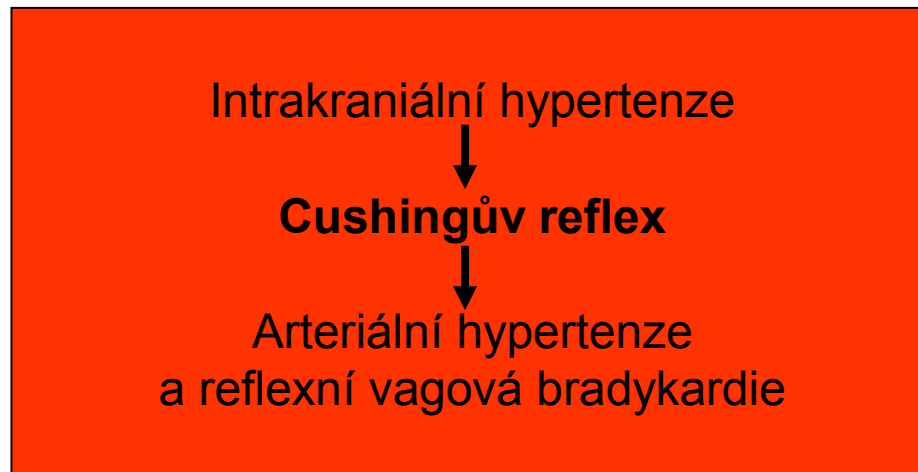 Intrakraniální hypertenze
Cushingův reflex
Arteriální hypertenze
a reflexní vagová bradykardie